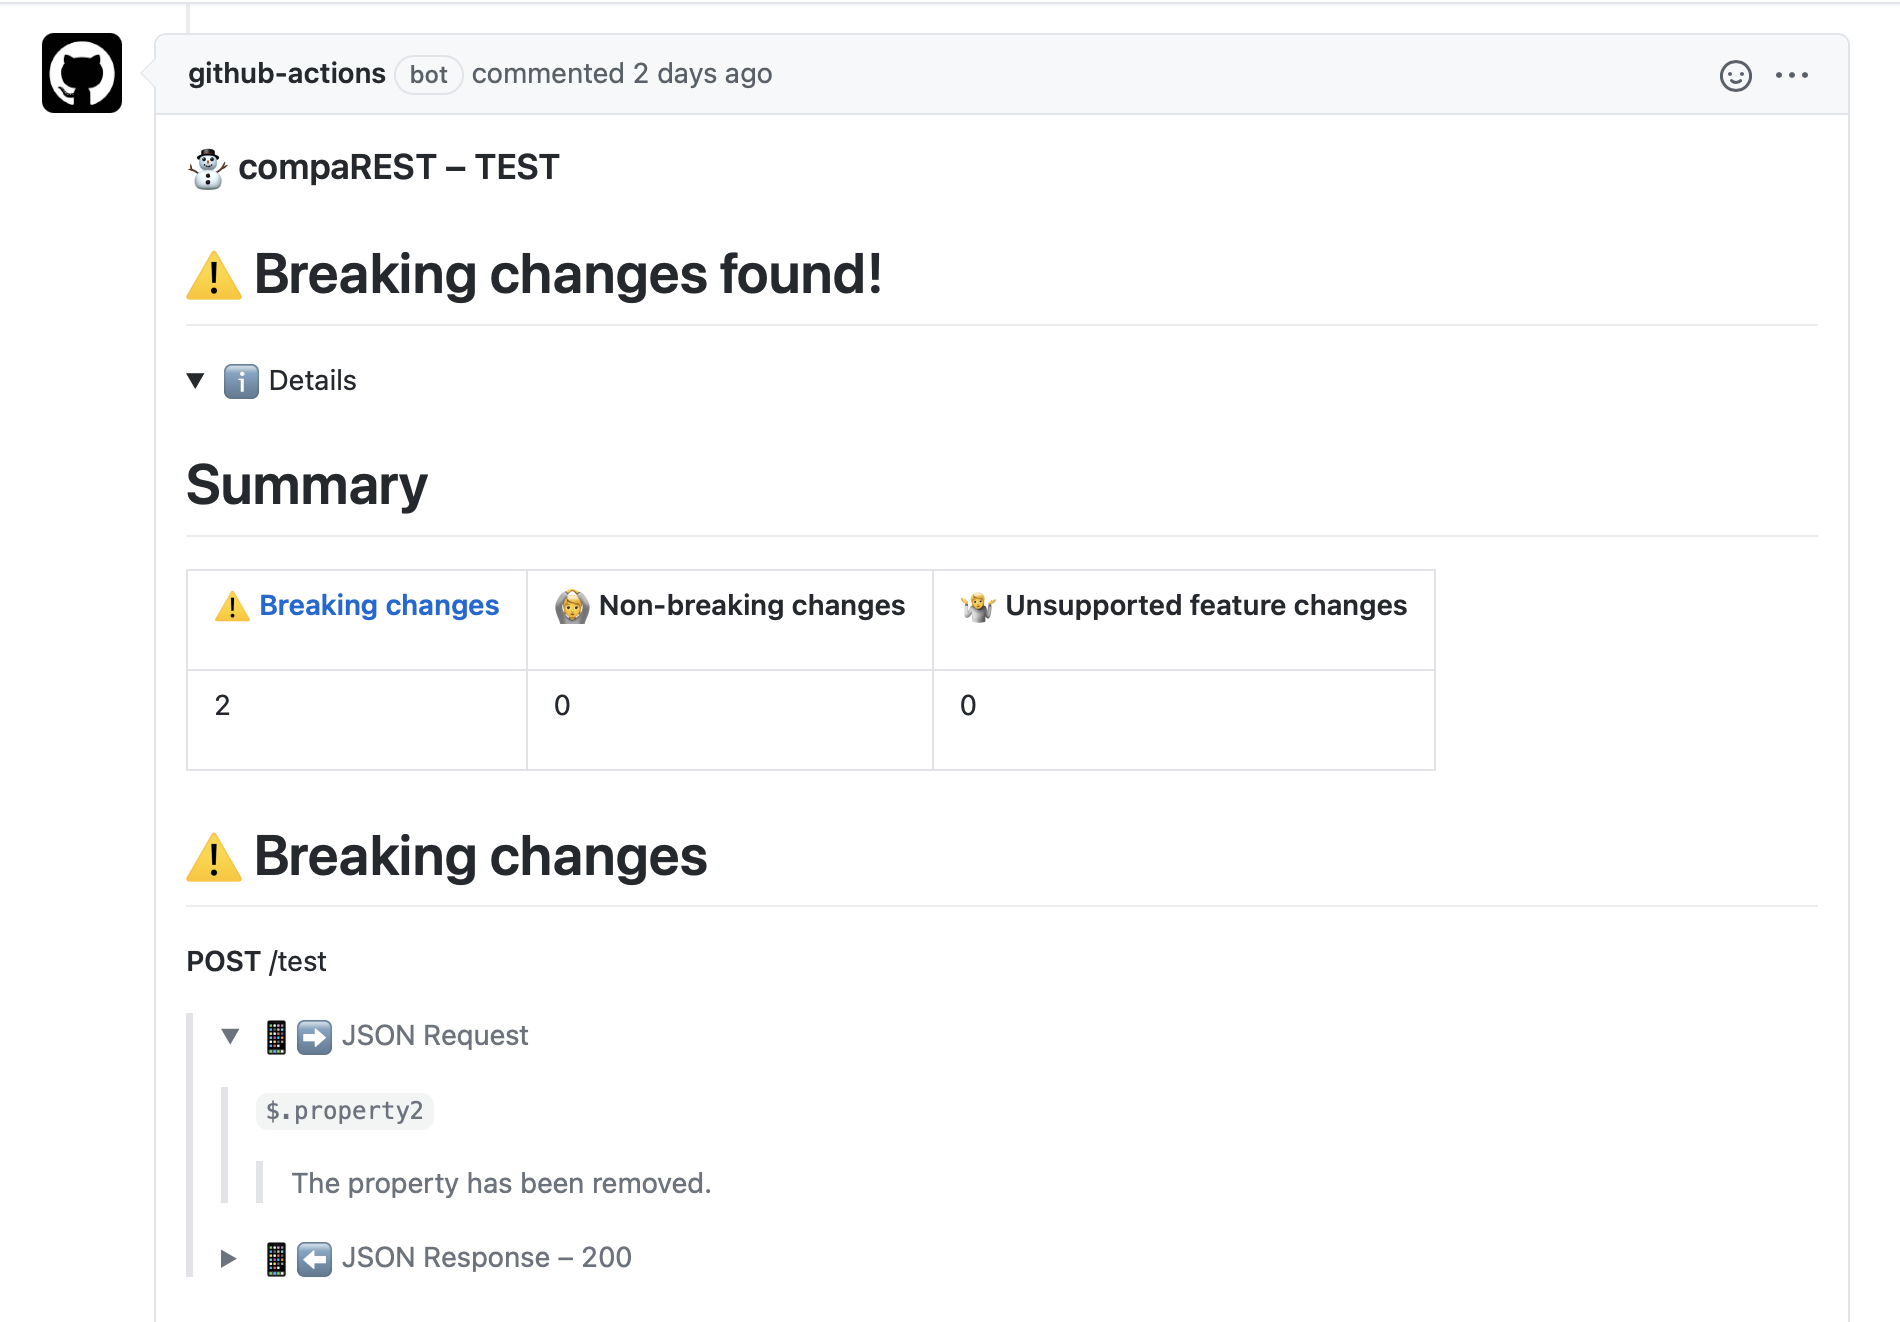 github-actions bot commented 2 days ago
compaREST – TEST
Breaking changes found!
Details
Summary
Breaking changes Non-breaking changes Unsupported feature changes
2 0 0
Breaking changes
POST /test
JSON Request
$.property2
The property has been removed.
JSON Response – 200